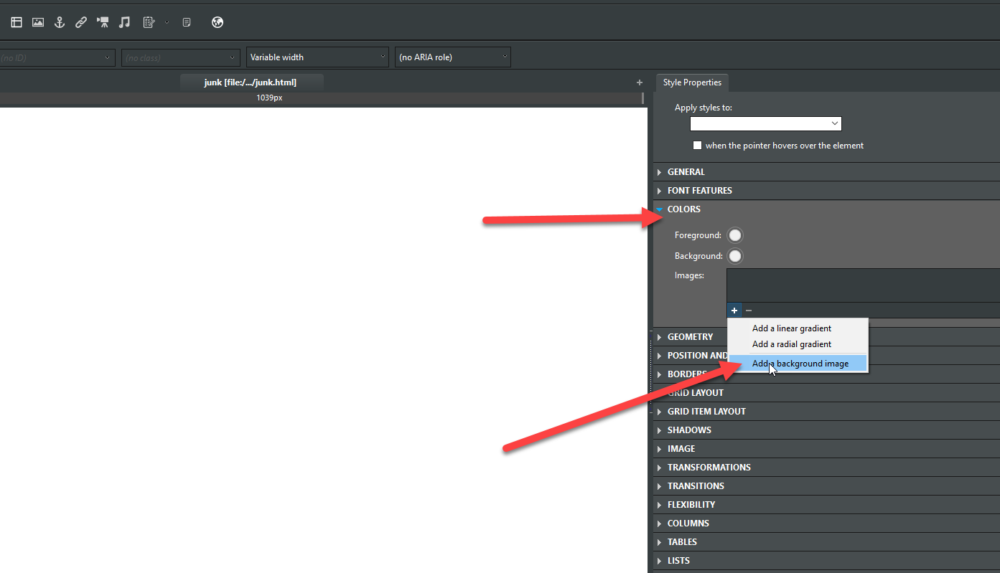 (no ID)
(no class)
Variable width
(no ARIA role)
junk [file:/.../junk.html]
+
Style Properties
1039px
Apply styles to:
when the pointer hovers over the element
GENERAL
FONT FEATURES
COLORS
Foreground:
Background:
Images:
Add a linear gradient
Add a radial gradient
Add a background image
GEOMETRY
POSITION AND
BORDERS
GRID LAYOUT
GRID ITEM LAYOUT
SHADOWS
IMAGE
TRANSFORMATIONS
TRANSITIONS
FLEXIBILITY
COLUMNS
TABLES
LISTS